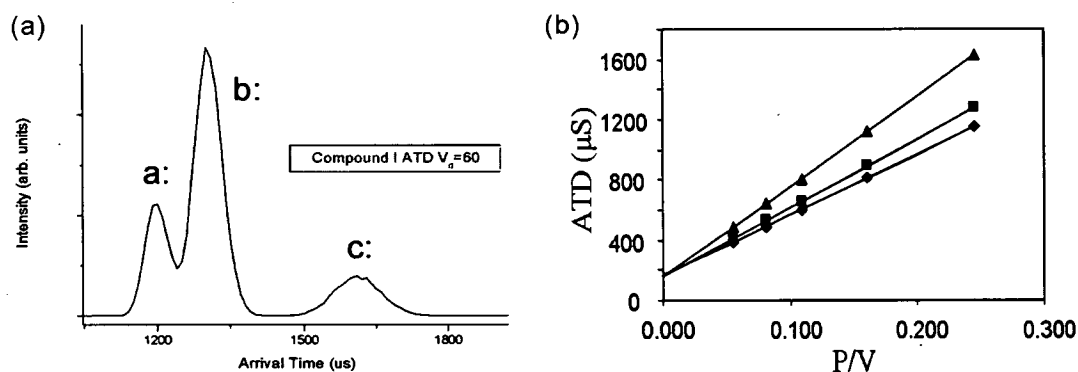 (a)
b:
a:
c:
Compound I ATD Vd=60
Intensity (arb. units)
1200
1500
1800
Arrival Time (us)
(b)
ATD (µS)
1600
1200
800
400
0
0.000
0.100
0.200
0.300
P/V